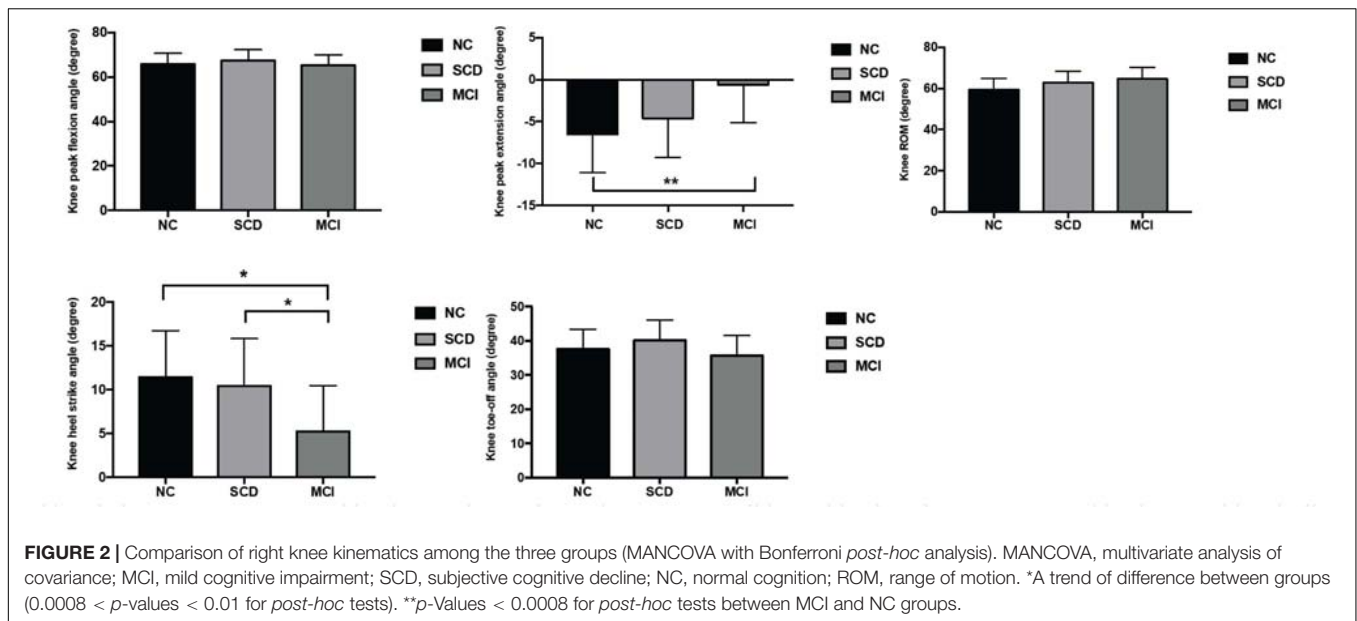 Knee peak flexion angle (degree)
80
60
40
20
0
NC
SCD
MCI
NC
SCD
MCI
Knee peak extension angle (degree)
5
0
-5
-10
-15
**
NC
SCD
MCI
NC
SCD
MCI
Knee ROM (degree)
80
60
40
20
0
NC
SCD
MCI
NC
SCD
MCI
Knee heel strike angle (degree)
20
15
10
5
0
*
*
NC
SCD
MCI
NC
SCD
MCI
Knee toe-off angle (degree)
50
40
30
20
10
0
NC
SCD
MCI
NC
SCD
MCI
FIGURE 2 | Comparison of right knee kinematics among the three groups (MANCOVA with Bonferroni post-hoc analysis). MANCOVA, multivariate analysis of
covariance; MCI, mild cognitive impairment; SCD, subjective cognitive decline; NC, normal cognition; ROM, range of motion. *A trend of difference between groups
(0.0008 < p-values < 0.01 for post-hoc tests). **p-Values < 0.0008 for post-hoc tests between MCI and NC groups.